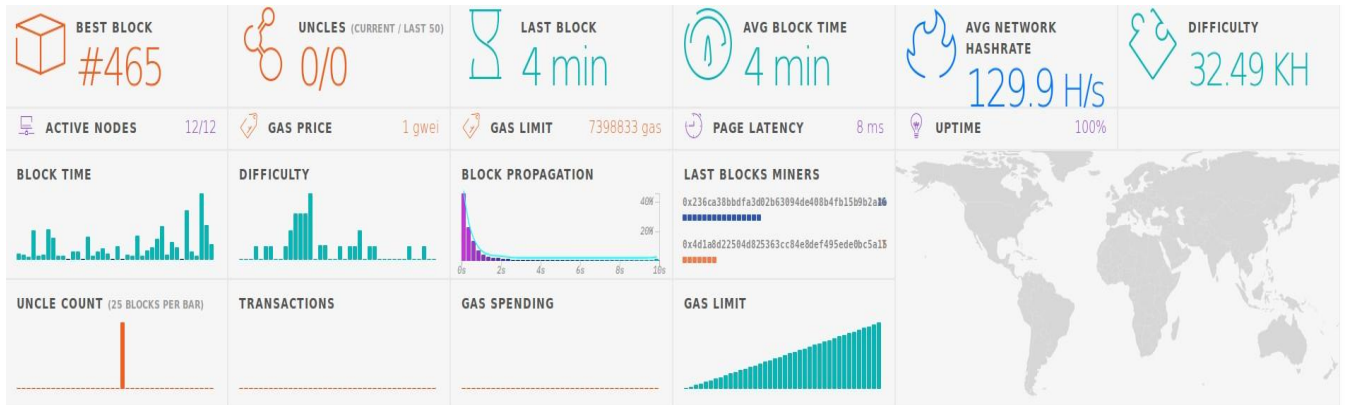 BEST BLOCK
#465
UNCLES (CURRENT / LAST 50)
0/0
LAST BLOCK
4 min
AVG BLOCK TIME
4 min
AVG NETWORK
HASHRATE
129.9 H/s
DIFFICULTY
32.49 KH
ACTIVE NODES 12/12
GAS PRICE 1 gwei
GAS LIMIT 7398833 gas
PAGE LATENCY 8 ms
UPTIME 100%
BLOCK TIME
DIFFICULTY
BLOCK PROPAGATION
40%
20%
0s 2s 4s 6s 8s 10s
LAST BLOCKS MINERS
UNCLE COUNT (25 BLOCKS PER BAR)
TRANSACTIONS
GAS SPENDING
GAS LIMIT